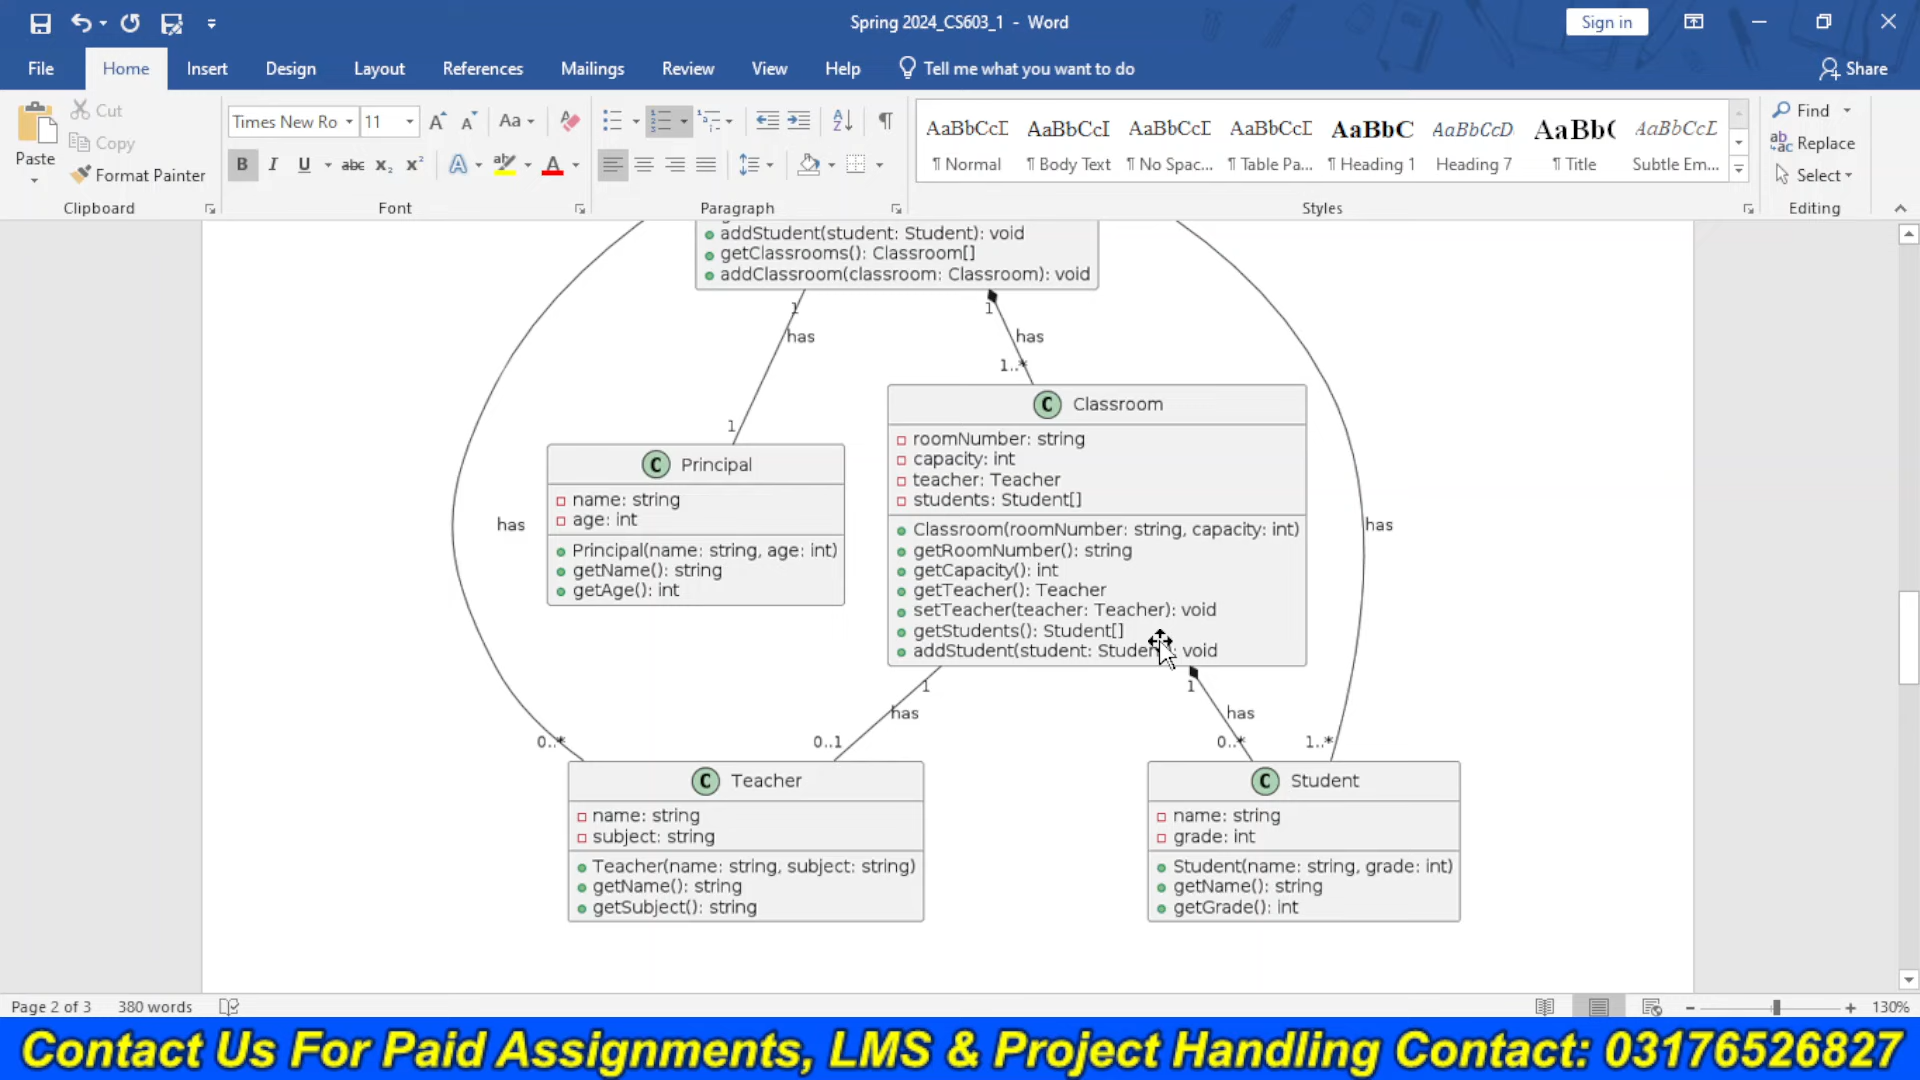 Spring 2024_CS603_1 - Word
Sign in
File Home Insert Design Layout References Mailings Review View Help Tell me what you want to do
Share
Paste
Cut
Copy
Format Painter
Clipboard
Times New Ro 11
Aa
B I U abc x₂ x²
Font
Paragraph
AaBbCcI AaBbCcI AaBbCcI AaBbCcI AaBbC AaBbCcD AaBb( AaBbCcL
¶ Normal ¶ Body Text ¶ No Spac... ¶ Table Pa... ¶ Heading 1 Heading 7 ¶ Title Subtle Em...
Styles
Find
Replace
Select
Editing
addStudent(student: Student): void
getClassrooms(): Classroom[]
addClassroom(classroom: Classroom): void
1
1
has
has
1..*
1
C Classroom
roomNumber: string
capacity: int
teacher: Teacher
students: Student[]
Classroom(roomNumber: string, capacity: int)
getRoomNumber(): string
getCapacity(): int
getTeacher(): Teacher
setTeacher(teacher: Teacher): void
getStudents(): Student[]
addStudent(student: Student): void
C Principal
name: string
age: int
Principal(name: string, age: int)
getName(): string
getAge(): int
has
has
1
has
1
has
0..*
0..1
0..*
1..*
C Teacher
name: string
subject: string
Teacher(name: string, subject: string)
getName(): string
getSubject(): string
C Student
name: string
grade: int
Student(name: string, grade: int)
getName(): string
getGrade(): int
Page 2 of 3 380 words
130%
Contact Us For Paid Assignments, LMS & Project Handling Contact: 03176526827